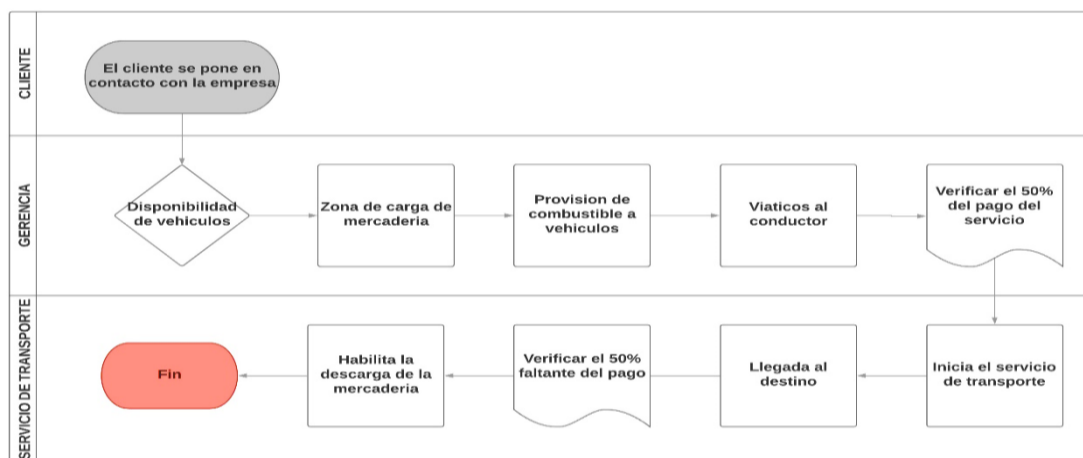 CLIENTE
El cliente se pone en
contacto con la empresa
GERENCIA
Disponibilidad
de vehiculos
Zona de carga de
mercaderia
Provision de
combustible a
vehiculos
Viaticos al
conductor
Verificar el 50%
del pago del
servicio
SERVICIO DE TRANSPORTE
Fin
Habilita la
descarga de la
mercaderia
Verificar el 50%
faltante del pago
Llegada al
destino
Inicia el servicio
de transporte